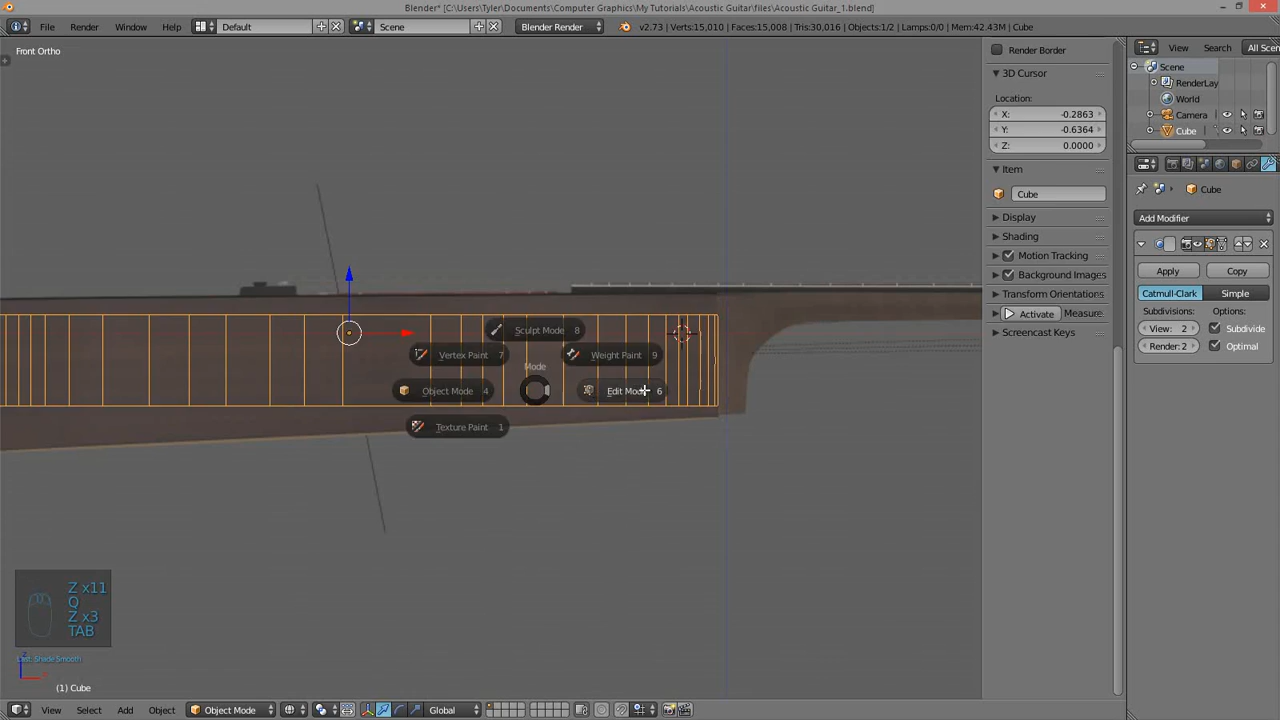 Blender* [C:\Users\Tyler\Documents\Computer Graphics\My Tutorials\Acoustic Guitar\files\Acoustic Guitar_1.blend]
File Render Window Help Default Scene Blender Render v2.73 | Verts:15,010 | Faces:15,008 | Tris:30,016 | Objects:1/2 | Lamps:0/0 | Mem:42.43M | Cube
Front Ortho
Render Border
3D Cursor
Location:
X: -0.2863
Y: -0.6364
Z: 0.0000
Item
Cube
Display
Shading
Motion Tracking
Background Images
Transform Orientations
Activate Measure
Screencast Keys
View Search All Scen
Scene
RenderLay
World
Camera
Cube
Cube
Add Modifier
Apply Copy
Catmull-Clark Simple
Subdivisions: Options:
View: 2 Subdivide
Render: 2 Optimal
Sculpt Mode 8
Vertex Paint 7
Weight Paint 9
Mode
Object Mode 4
Edit Mode 6
Texture Paint 1
Z x11
Q
Z x3
TAB
Last: Shade Smooth
(1) Cube
View Select Add Object Object Mode Global